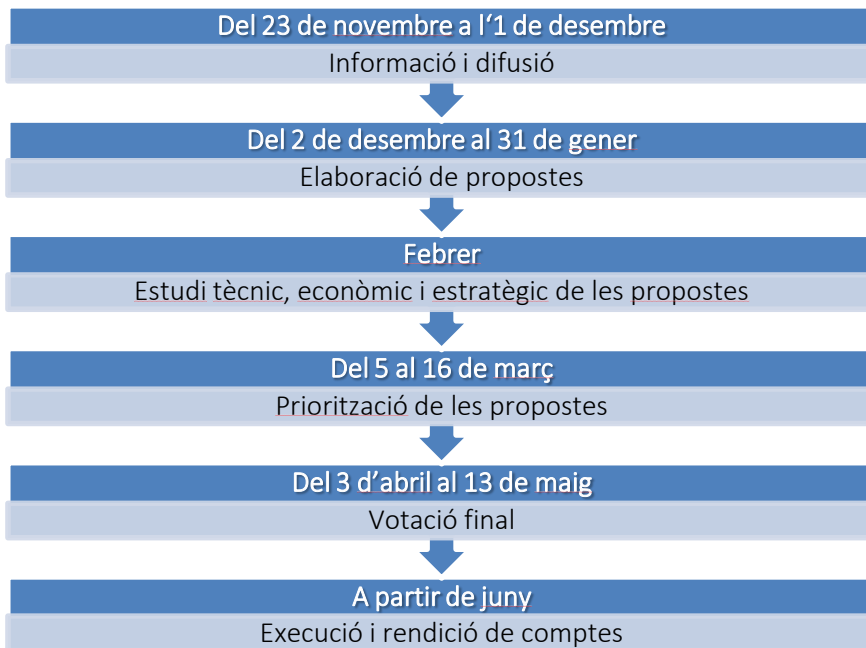 Del 23 de novembre a l‘1 de desembre
Informació i difusió
Del 2 de desembre al 31 de gener
Elaboració de propostes
Febrer
Estudi tècnic, econòmic i estratègic de les propostes
Del 5 al 16 de març
Priorització de les propostes
Del 3 d’abril al 13 de maig
Votació final
A partir de juny
Execució i rendició de comptes